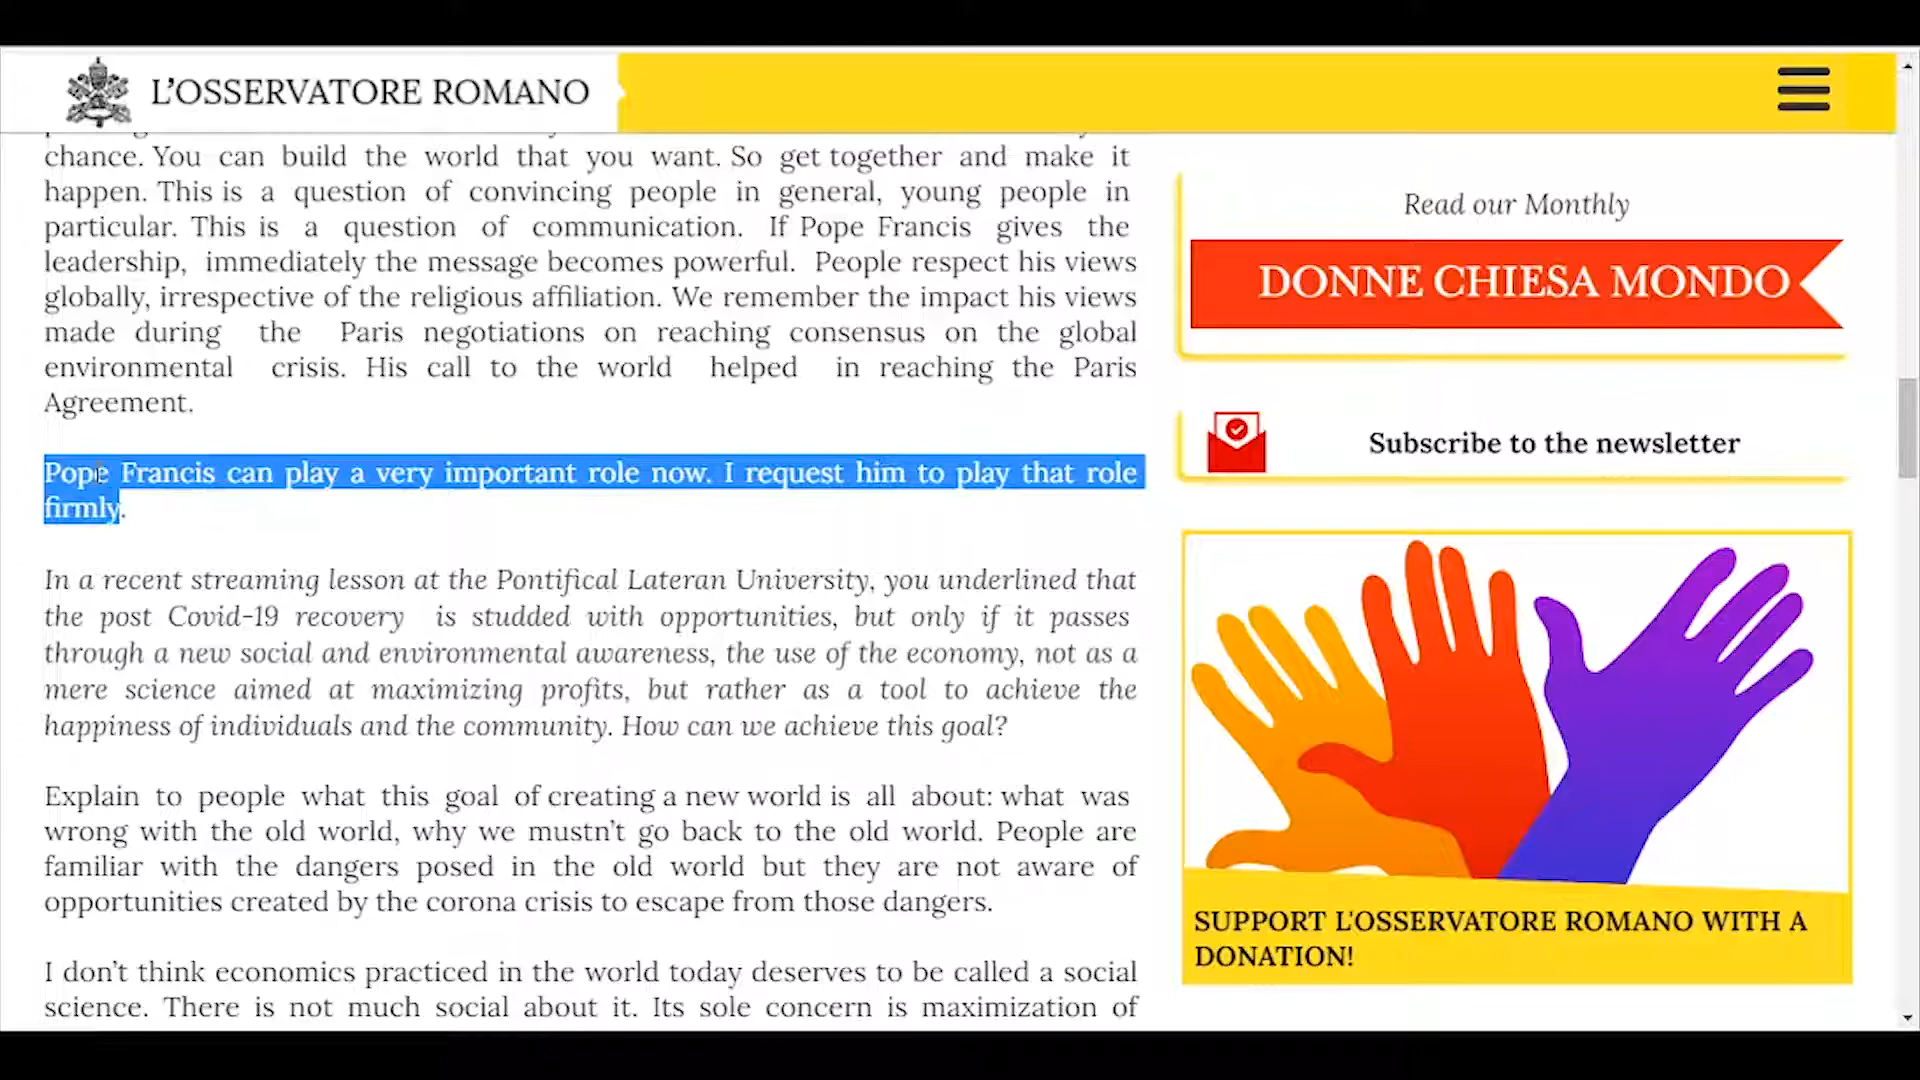 L'OSSERVATORE ROMANO
chance. You can build the world that you want. So get together and make it
happen. This is a question of convincing people in general, young people in
particular. This is a question of communication. If Pope Francis gives the
leadership, immediately the message becomes powerful. People respect his views
globally, irrespective of the religious affiliation. We remember the impact his views
made during the Paris negotiations on reaching consensus on the global
environmental crisis. His call to the world helped in reaching the Paris
Agreement.
Pope Francis can play a very important role now. I request him to play that role
firmly.
In a recent streaming lesson at the Pontifical Lateran University, you underlined that
the post Covid-19 recovery is studded with opportunities, but only if it passes
through a new social and environmental awareness, the use of the economy, not as a
mere science aimed at maximizing profits, but rather as a tool to achieve the
happiness of individuals and the community. How can we achieve this goal?
Explain to people what this goal of creating a new world is all about: what was
wrong with the old world, why we mustn't go back to the old world. People are
familiar with the dangers posed in the old world but they are not aware of
opportunities created by the corona crisis to escape from those dangers.
I don't think economics practiced in the world today deserves to be called a social
science. There is not much social about it. Its sole concern is maximization of
Read our Monthly
DONNE CHIESA MONDO
Subscribe to the newsletter
SUPPORT L'OSSERVATORE ROMANO WITH A
DONATION!